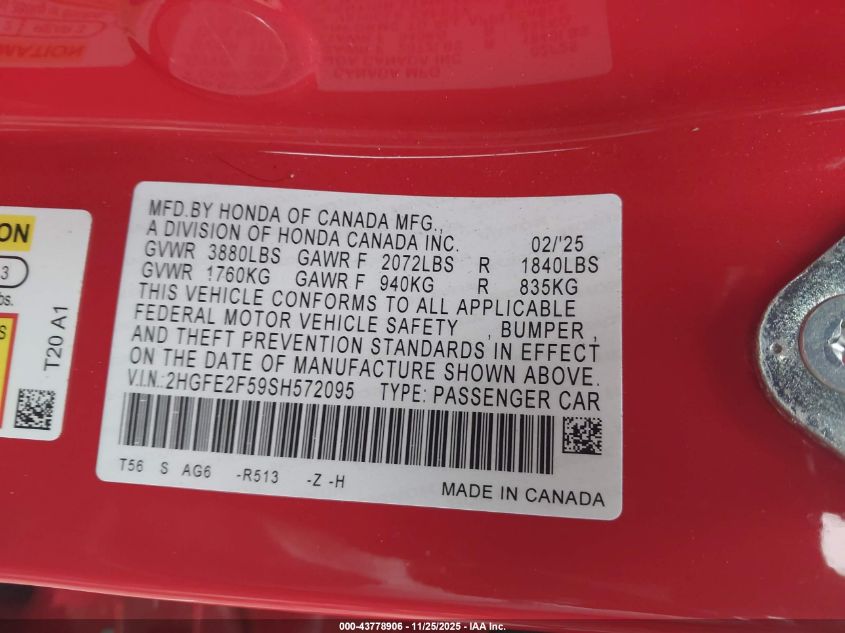 MFD.BY HONDA OF CANADA MFG.,
A DIVISION OF HONDA CANADA INC. 02/'25
GVWR 3880LBS GAWR F 2072LBS R 1840LBS
GVWR 1760KG GAWR F 940KG R 835KG
THIS VEHICLE CONFORMS TO ALL APPLICABLE
FEDERAL MOTOR VEHICLE SAFETY , BUMPER ,
AND THEFT PREVENTION STANDARDS IN EFFECT
ON THE DATE OF MANUFACTURE SHOWN ABOVE.
V.I.N.:2HGFE2F59SH572095 TYPE: PASSENGER CAR
T56 S AG6 -R513 -Z -H
MADE IN CANADA
ON
3
bs.
S
T20 A1
000-43778906 - 11/25/2025 - IAA Inc.